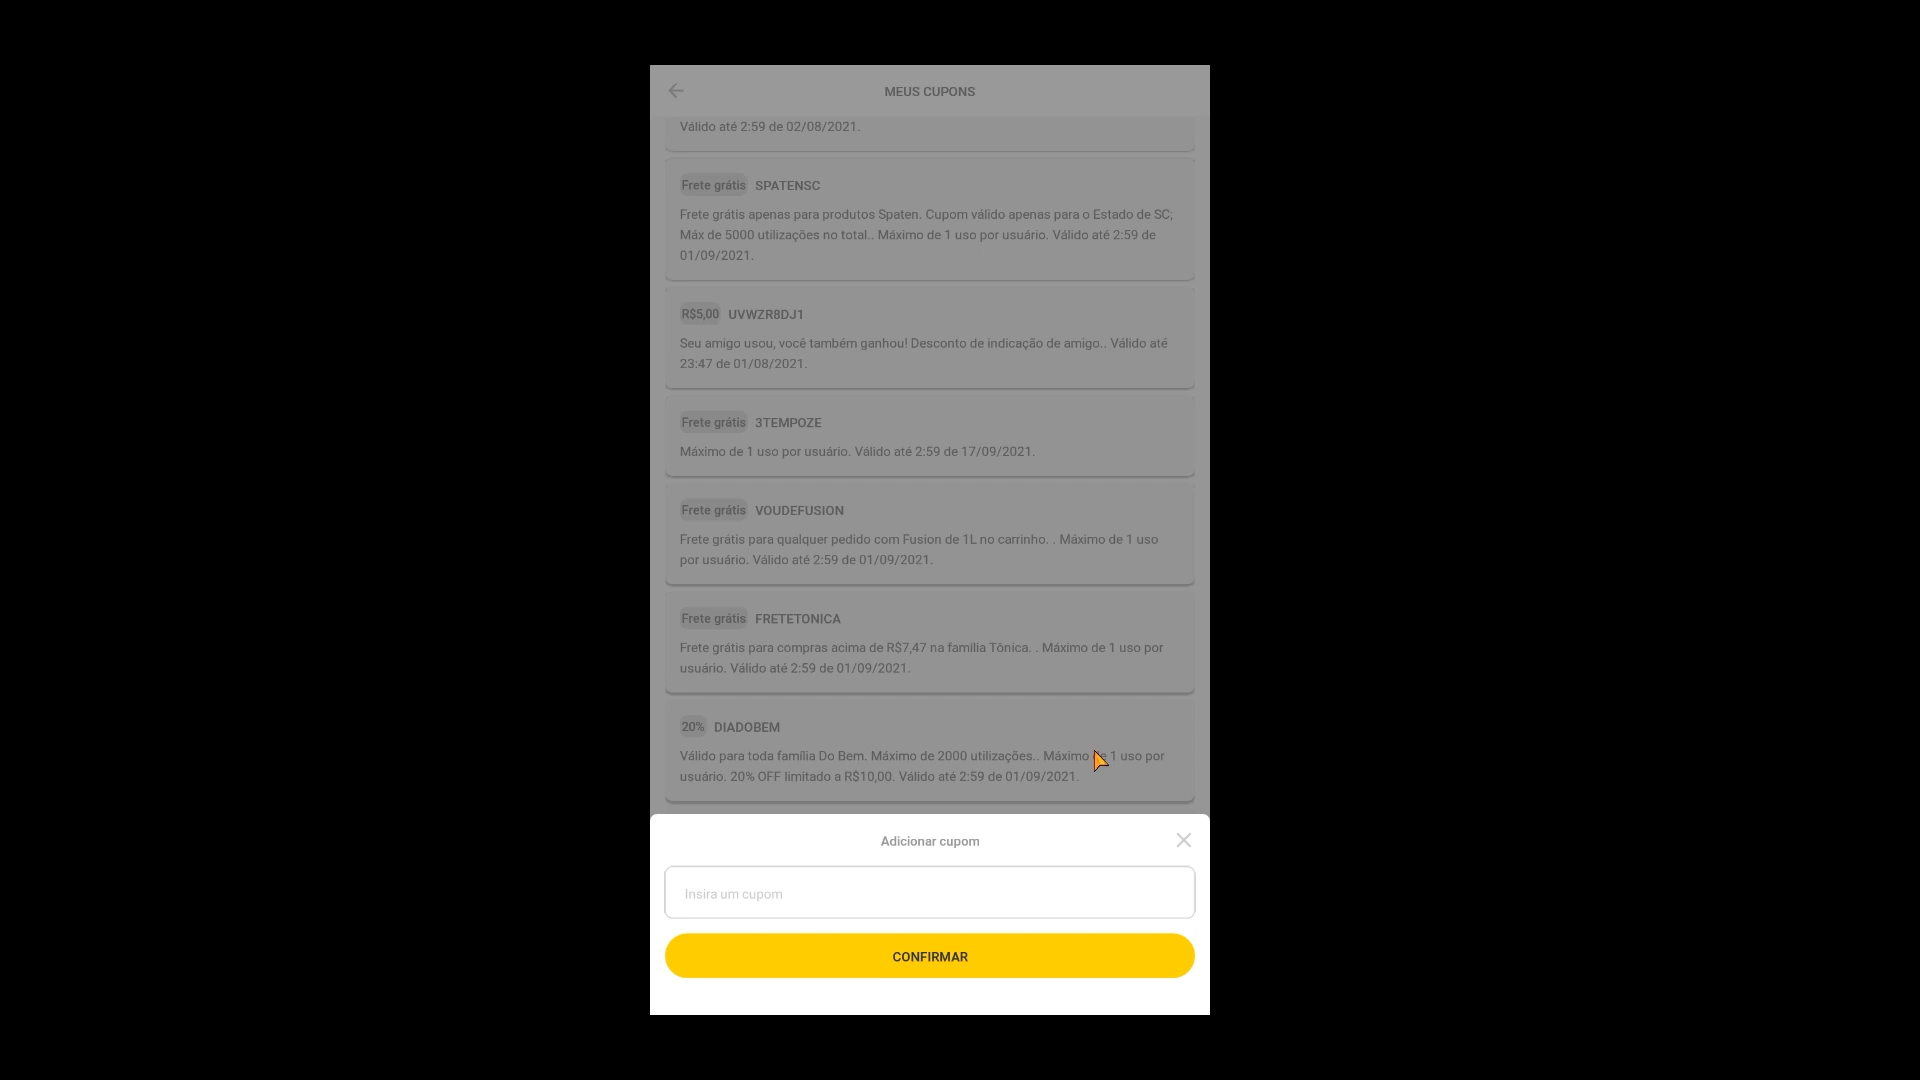 MEUS CUPONS
Válido até 2:59 de 02/08/2021.
Frete grátis SPATENSC
Frete grátis apenas para produtos Spaten. Cupom válido apenas para o Estado de SC;
Máx de 5000 utilizações no total.. Máximo de 1 uso por usuário. Válido até 2:59 de
01/09/2021.
R$5,00 UVWZR8DJ1
Seu amigo usou, você também ganhou! Desconto de indicação de amigo.. Válido até
23:47 de 01/08/2021.
Frete grátis 3TEMPOZE
Máximo de 1 uso por usuário. Válido até 2:59 de 17/09/2021.
Frete grátis VOUDEFUSION
Frete grátis para qualquer pedido com Fusion de 1L no carrinho. . Máximo de 1 uso
por usuário. Válido até 2:59 de 01/09/2021.
Frete grátis FRETETONICA
Frete grátis para compras acima de R$7,47 na família Tônica. . Máximo de 1 uso por
usuário. Válido até 2:59 de 01/09/2021.
20% DIADOBEM
Válido para toda família Do Bem. Máximo de 2000 utilizações.. Máximo de 1 uso por
usuário. 20% OFF limitado a R$10,00. Válido até 2:59 de 01/09/2021.
Adicionar cupom
Insira um cupom
CONFIRMAR